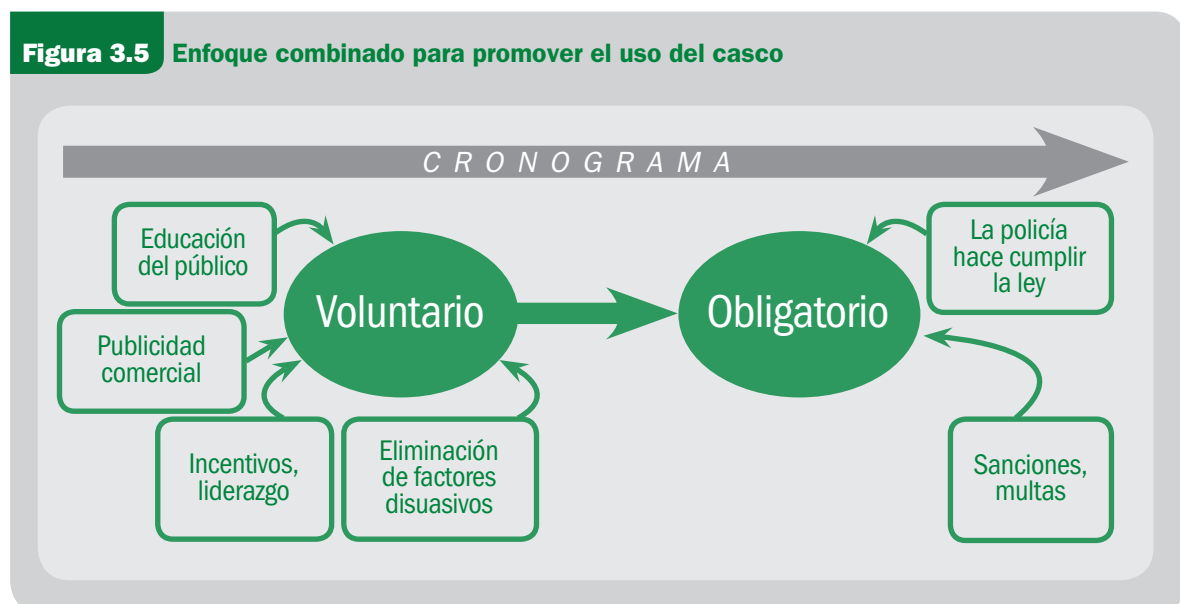 Figura 3.5 Enfoque combinado para promover el uso del casco
CRONOGRAMA
Educación
del público
Publicidad
comercial
Incentivos,
liderazgo
Eliminación
de factores
disuasivos
Voluntario
Obligatorio
La policía
hace cumplir
la ley
Sanciones,
multas